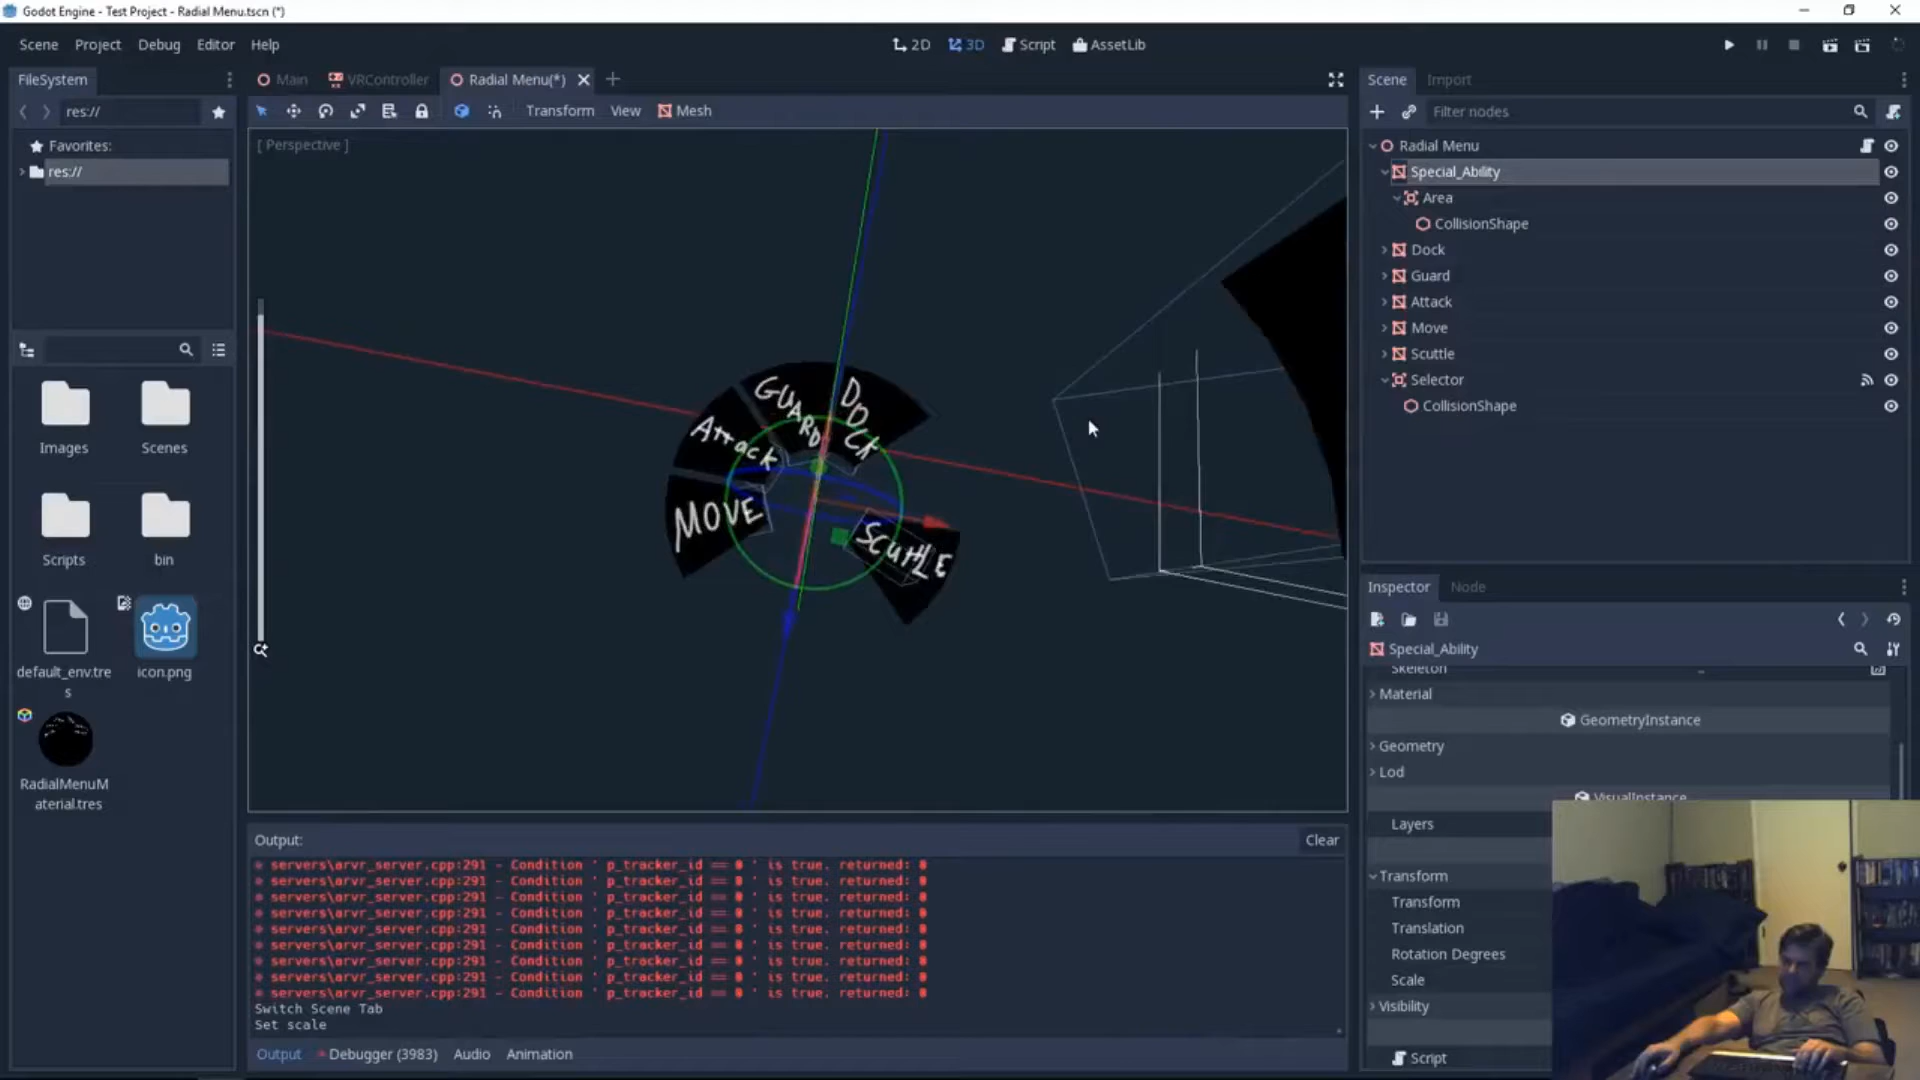 Godot Engine - Test Project - Radial Menu.tscn (*)
Scene Project Debug Editor Help
2D 3D Script AssetLib
FileSystem
Main VRController Radial Menu(*)
Scene Import
res://
Transform View Mesh
Filter nodes
[ Perspective ]
Favorites:
res://
Radial Menu
Special_Ability
Area
CollisionShape
Dock
Guard
Attack
Move
Scuttle
Selector
CollisionShape
GUARD
DOCK
Attack
MOVE
SCuttLE
Images
Scenes
Scripts
bin
default_env.tre
s
icon.png
RadialMenuM
aterial.tres
Inspector Node
Special_Ability
Skeleton
Material
GeometryInstance
Geometry
Lod
VisualInstance
Layers
Transform
Transform
Translation
Rotation Degrees
Scale
Visibility
Script
Output:
Clear
servers\arvr_server.cpp:291 - Condition ' p_tracker_id == 0 ' is true. returned: 0
servers\arvr_server.cpp:291 - Condition ' p_tracker_id == 0 ' is true. returned: 0
servers\arvr_server.cpp:291 - Condition ' p_tracker_id == 0 ' is true. returned: 0
servers\arvr_server.cpp:291 - Condition ' p_tracker_id == 0 ' is true. returned: 0
servers\arvr_server.cpp:291 - Condition ' p_tracker_id == 0 ' is true. returned: 0
servers\arvr_server.cpp:291 - Condition ' p_tracker_id == 0 ' is true. returned: 0
servers\arvr_server.cpp:291 - Condition ' p_tracker_id == 0 ' is true. returned: 0
servers\arvr_server.cpp:291 - Condition ' p_tracker_id == 0 ' is true. returned: 0
servers\arvr_server.cpp:291 - Condition ' p_tracker_id == 0 ' is true. returned: 0
Switch Scene Tab
Set scale
Output Debugger (3983) Audio Animation